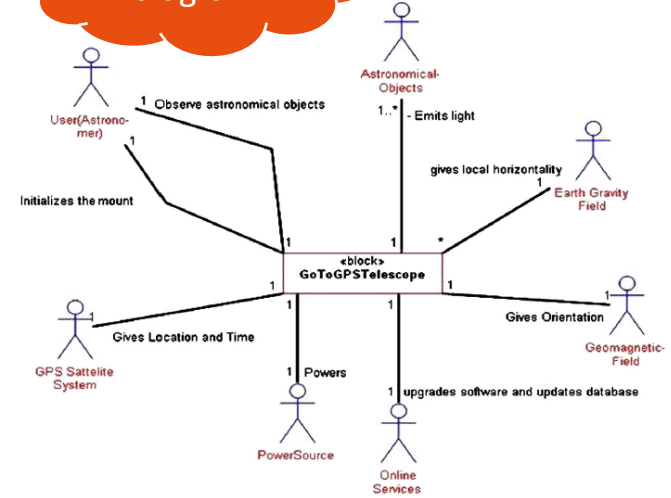 Astronomical-
Objects
1 Observe astronomical objects
User(Astrono-
mer)
1..*
- Emits light
1
gives local horizontality
1
Earth Gravity
Field
Initializes the mount
1
1
*
«block»
GoToGPSTelescope
1
1
1
1
1
1
Gives Orientation
Geomagnetic-
Field
1
Gives Location and Time
GPS Sattelite
System
1 Powers
1 upgrades software and updates database
PowerSource
Online
Services